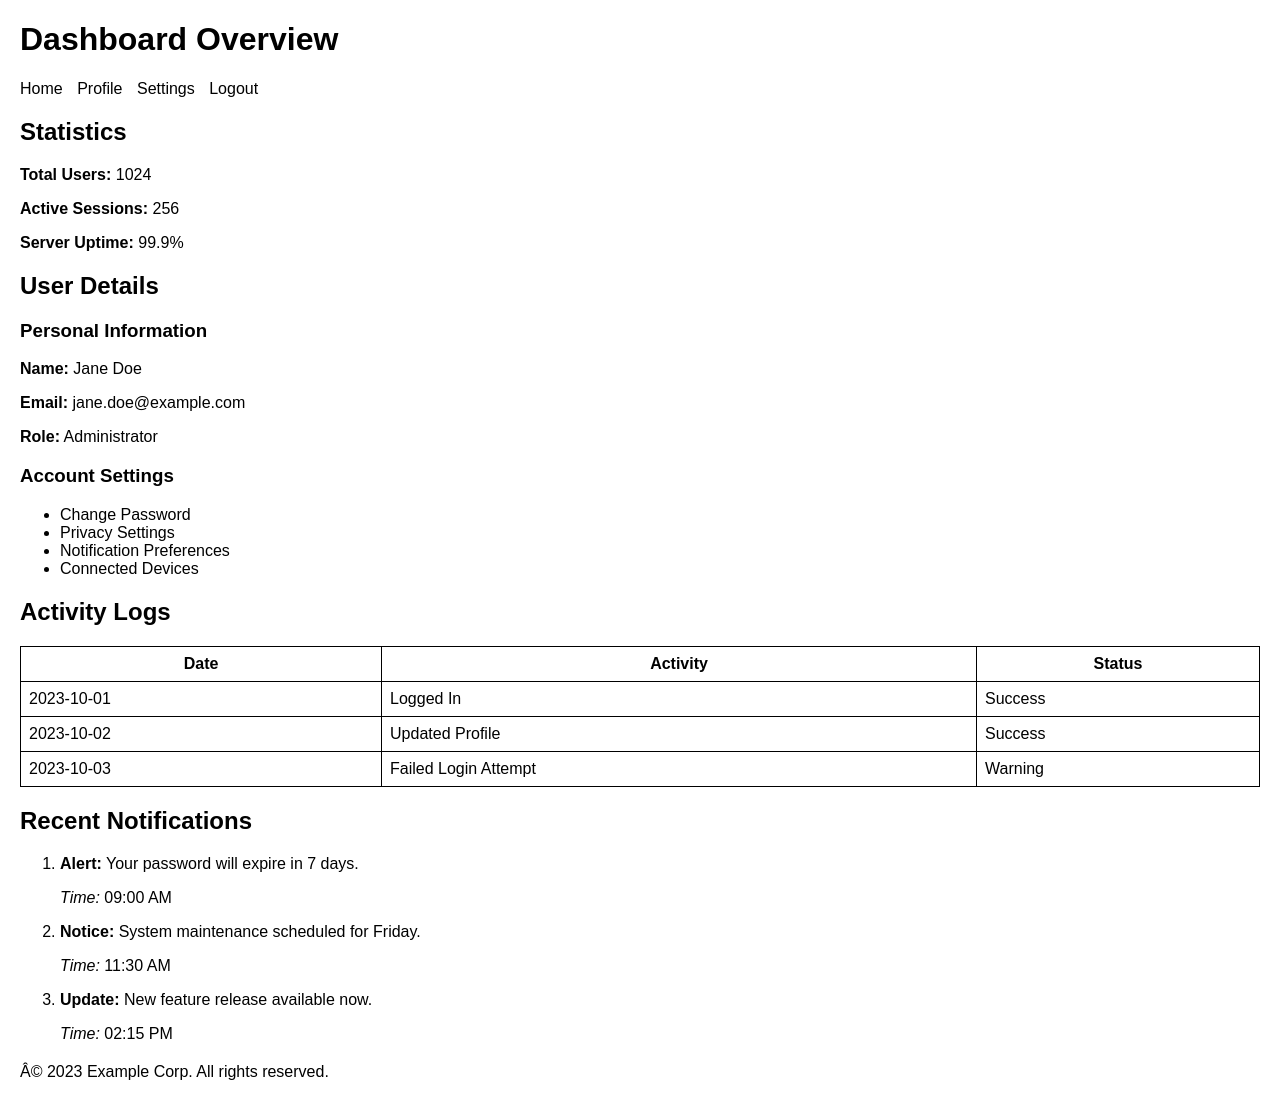 Dashboard Overview
Home Profile Settings Logout
Statistics
Total Users: 1024
Active Sessions: 256
Server Uptime: 99.9%
User Details
Personal Information
Name: Jane Doe
Email: jane.doe@example.com
Role: Administrator
Account Settings
• Change Password
• Privacy Settings
• Notification Preferences
• Connected Devices
Activity Logs
Date Activity Status
2023-10-01 Logged In Success
2023-10-02 Updated Profile Success
2023-10-03 Failed Login Attempt Warning
Recent Notifications
1. Alert: Your password will expire in 7 days.
Time: 09:00 AM
2. Notice: System maintenance scheduled for Friday.
Time: 11:30 AM
3. Update: New feature release available now.
Time: 02:15 PM
Â© 2023 Example Corp. All rights reserved.